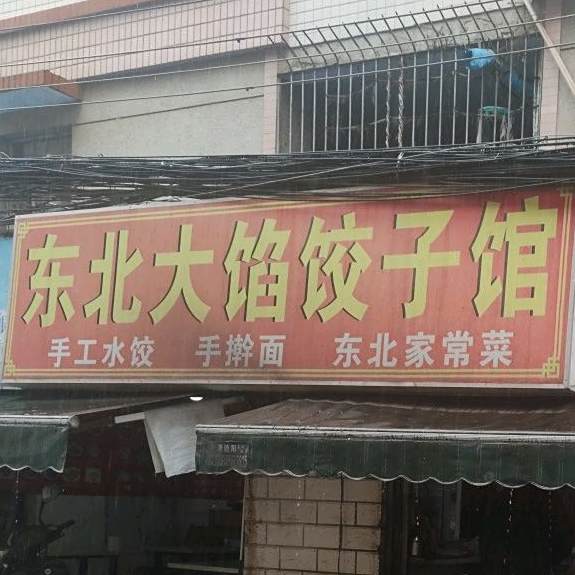 东北大馅饺子馆
手工水饺 手擀面 东北家常菜